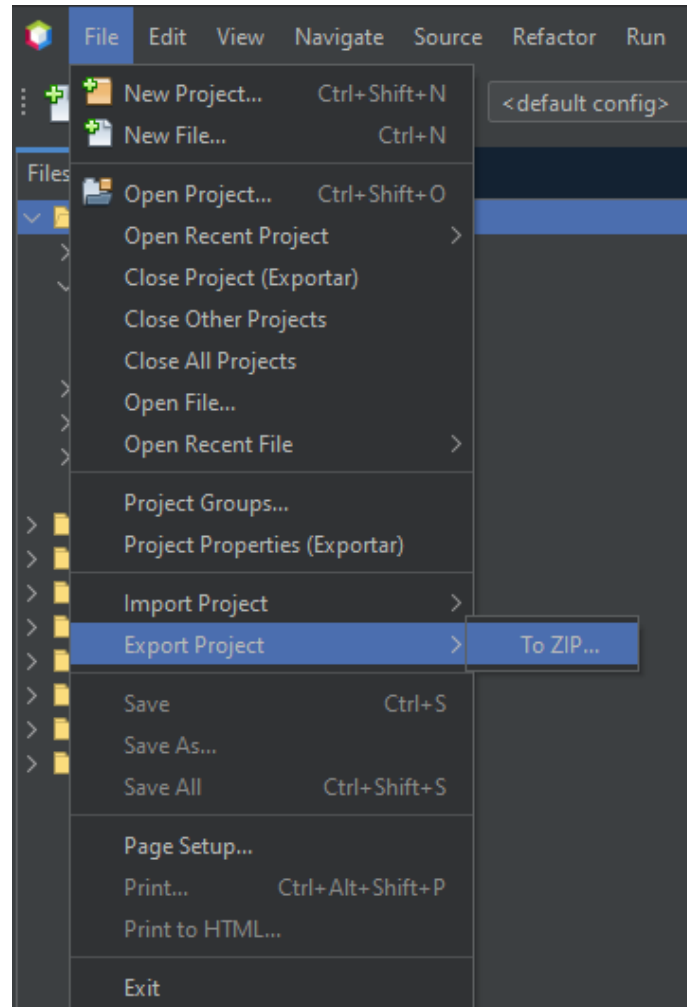 File Edit View Navigate Source Refactor Run
New Project... Ctrl+Shift+N
<default config>
New File... Ctrl+N
Files
Open Project... Ctrl+Shift+O
Open Recent Project
Close Project (Exportar)
Close Other Projects
Close All Projects
Open File...
Open Recent File
Project Groups...
Project Properties (Exportar)
Import Project
Export Project To ZIP...
Save Ctrl+S
Save As...
Save All Ctrl+Shift+S
Page Setup...
Print... Ctrl+Alt+Shift+P
Print to HTML...
Exit